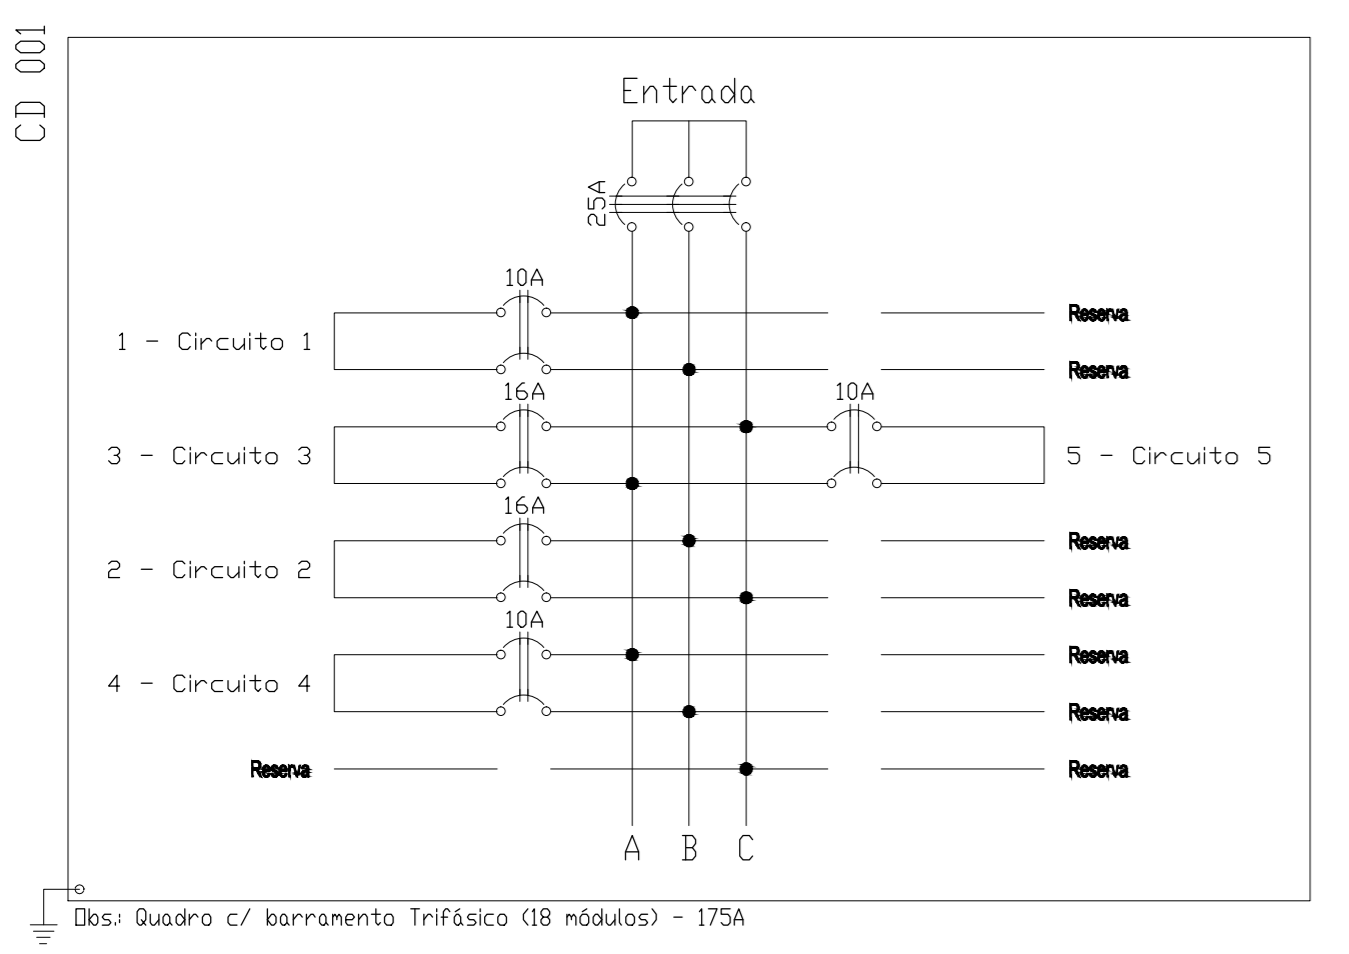 CD 001
Entrada
25A
10A
Reserva
1 - Circuito 1
Reserva
16A
10A
3 - Circuito 3
5 - Circuito 5
16A
Reserva
2 - Circuito 2
Reserva
10A
Reserva
4 - Circuito 4
Reserva
Reserva
Reserva
A B C
Obs.: Quadro c/ barramento Trifásico (18 módulos) - 175A